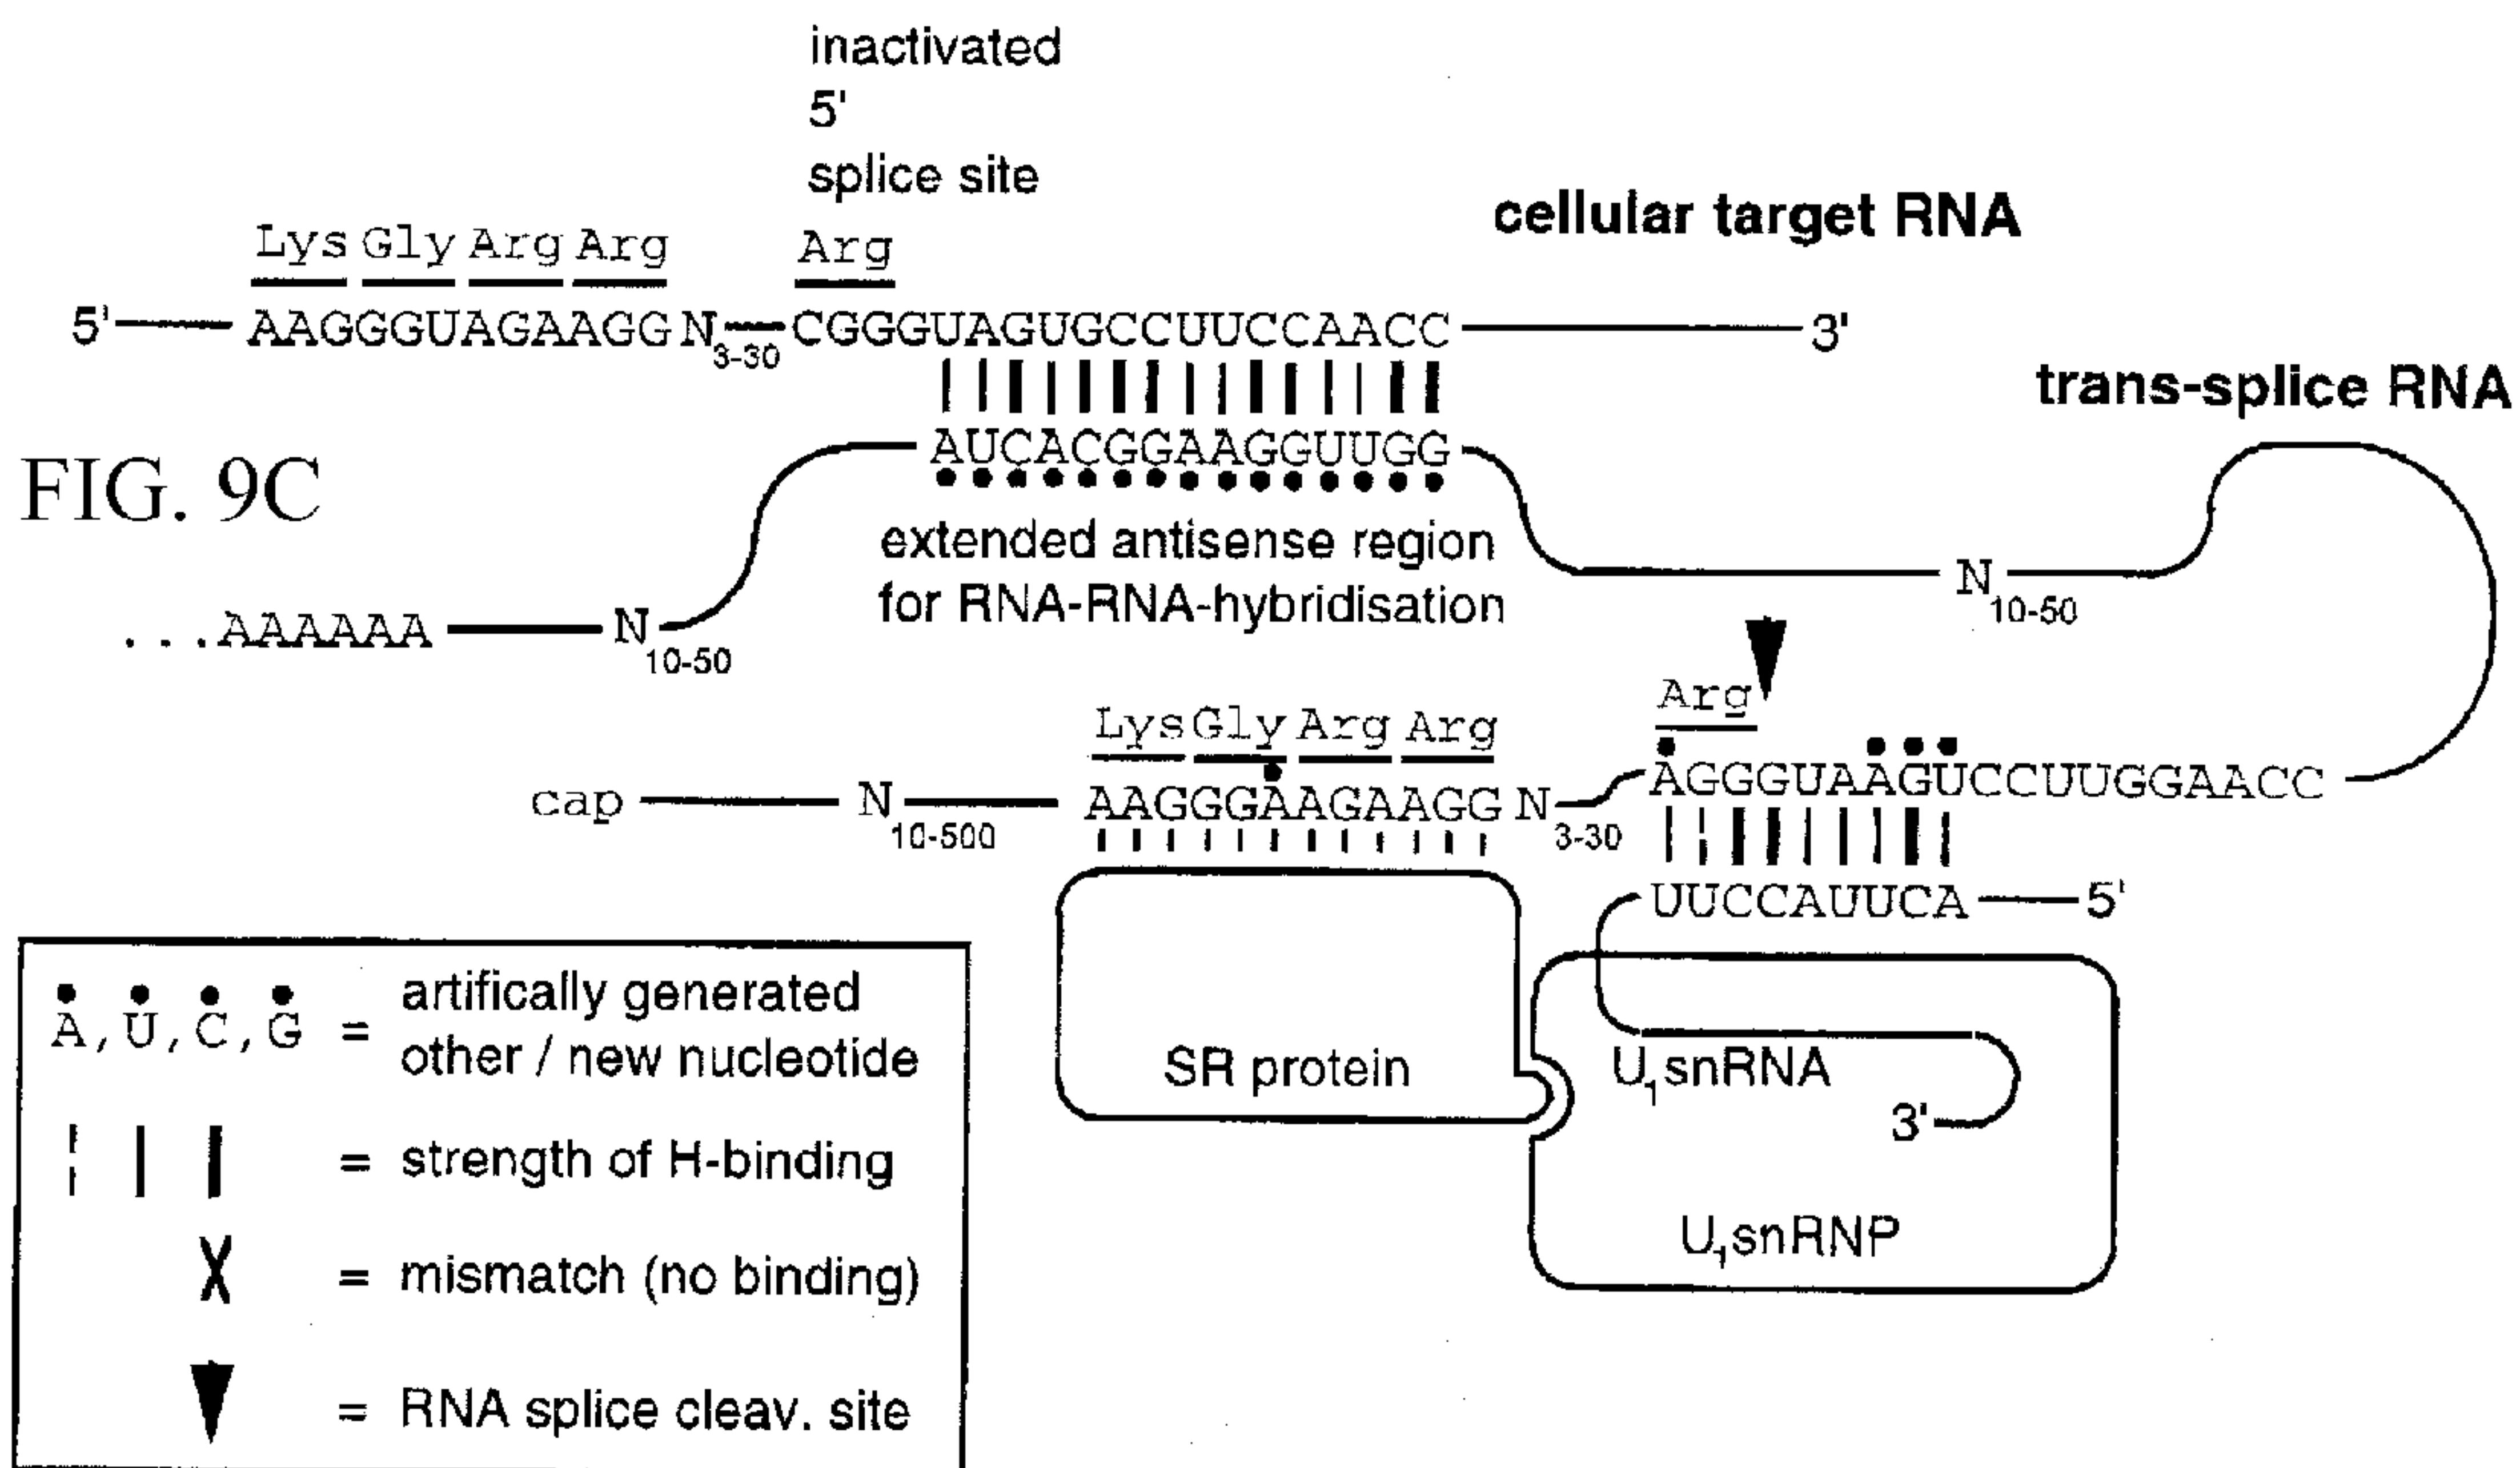 inactivated
5'
splice site
cellular target RNA
Lys Gly Arg Arg
Arg
5' AAGGGUAGAAGG N3-30 CGGGUAGUGCCUUCCAACC 3'
trans-splice RNA
AUCACGGAAGGUUGG
FIG. 9C
extended antisense region
for RNA-RNA-hybridisation
N10-50
...AAAAAA N10-50
Arg
Lys Gly Arg Arg
cap N10-500 AAGGGAAGAAGG N3-30 AGGGUAAGUCCUUGGAACC
UUCCAUUCA 5'
A, U, C, G = artifically generated
other / new nucleotide
= strength of H-binding
X = mismatch (no binding)
= RNA splice cleav. site
SR protein
U1snRNA
3'
U1snRNP